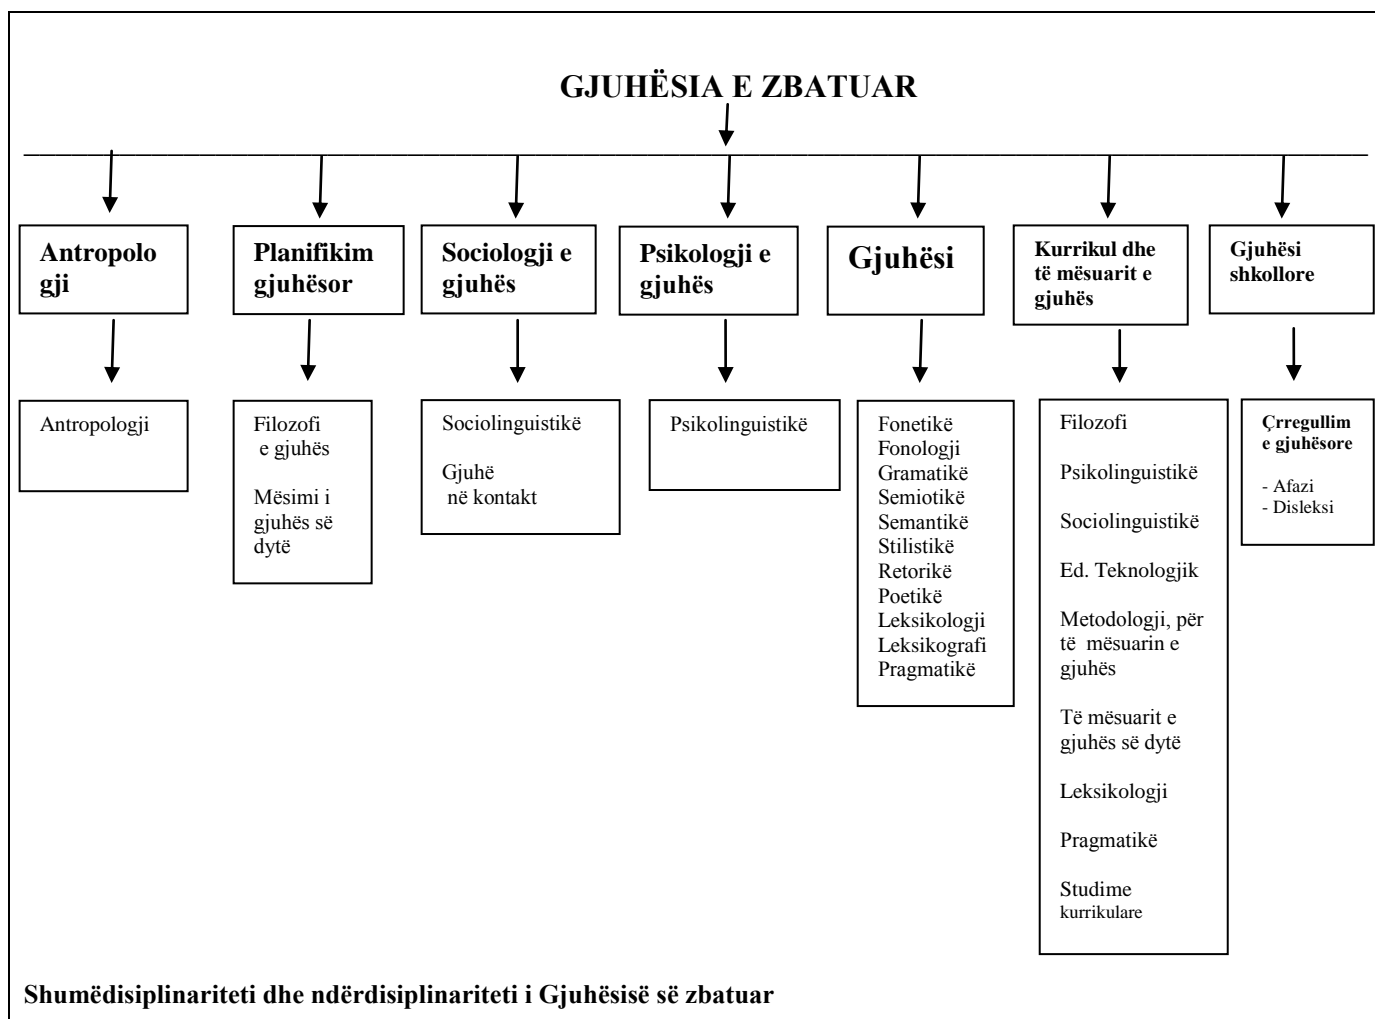 GJUHËSIA E ZBATUAR
Antropolo
gji
Planifikim
gjuhësor
Sociologji e
gjuhës
Psikologji e
gjuhës
Gjuhësi
Kurrikul dhe
të mësuarit e
gjuhës
Gjuhësi
shkollore
Antropologji
Filozofi
e gjuhës
Mësimi i
gjuhës së
dytë
Sociolinguistikë
Gjuhë
në kontakt
Psikolinguistikë
Fonetikë
Fonologji
Gramatikë
Semiotikë
Semantikë
Stilistikë
Retorikë
Poetikë
Leksikologji
Leksikografi
Pragmatikë
Filozofi
Psikolinguistikë
Sociolinguistikë
Ed. Teknologjik
Metodologji, për
të mësuarin e
gjuhës
Të mësuarit e
gjuhës së dytë
Leksikologji
Pragmatikë
Studime
kurrikulare
Çrregullim
e gjuhësore
- Afazi
- Disleksi
Shumëdisiplinariteti dhe ndërdisiplinariteti i Gjuhësisë së zbatuar